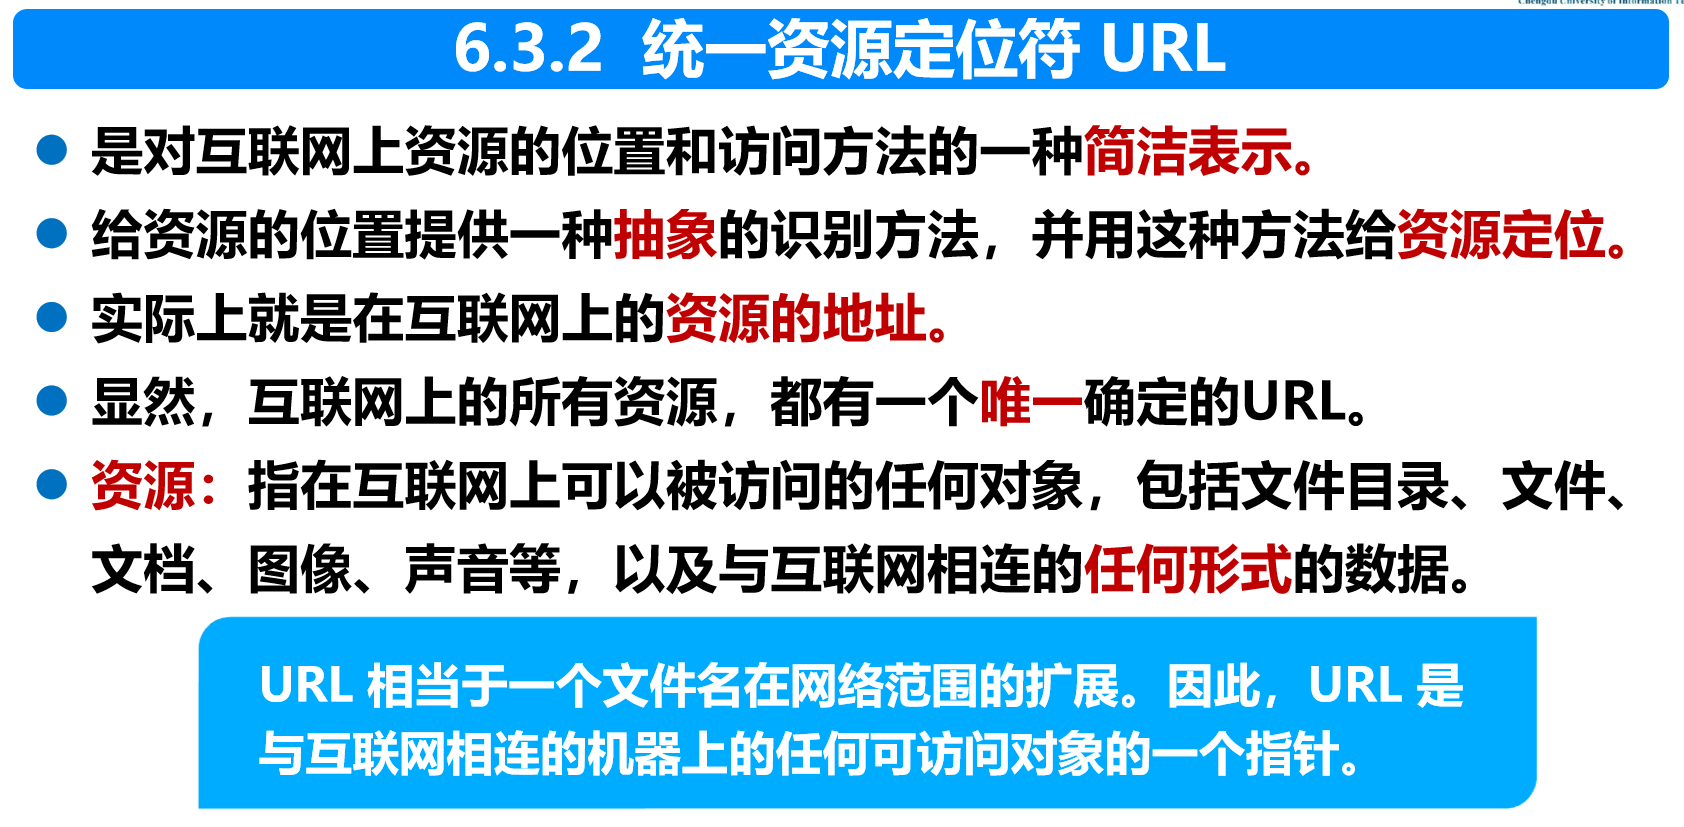 Chengdu University of Information Te
6.3.2 统一资源定位符 URL
是对互联网上资源的位置和访问方法的一种简洁表示。
给资源的位置提供一种抽象的识别方法，并用这种方法给资源定位。
实际上就是在互联网上的资源的地址。
显然，互联网上的所有资源，都有一个唯一确定的URL。
资源：指在互联网上可以被访问的任何对象，包括文件目录、文件、
文档、图像、声音等，以及与互联网相连的任何形式的数据。
URL 相当于一个文件名在网络范围的扩展。因此，URL 是
与互联网相连的机器上的任何可访问对象的一个指针。